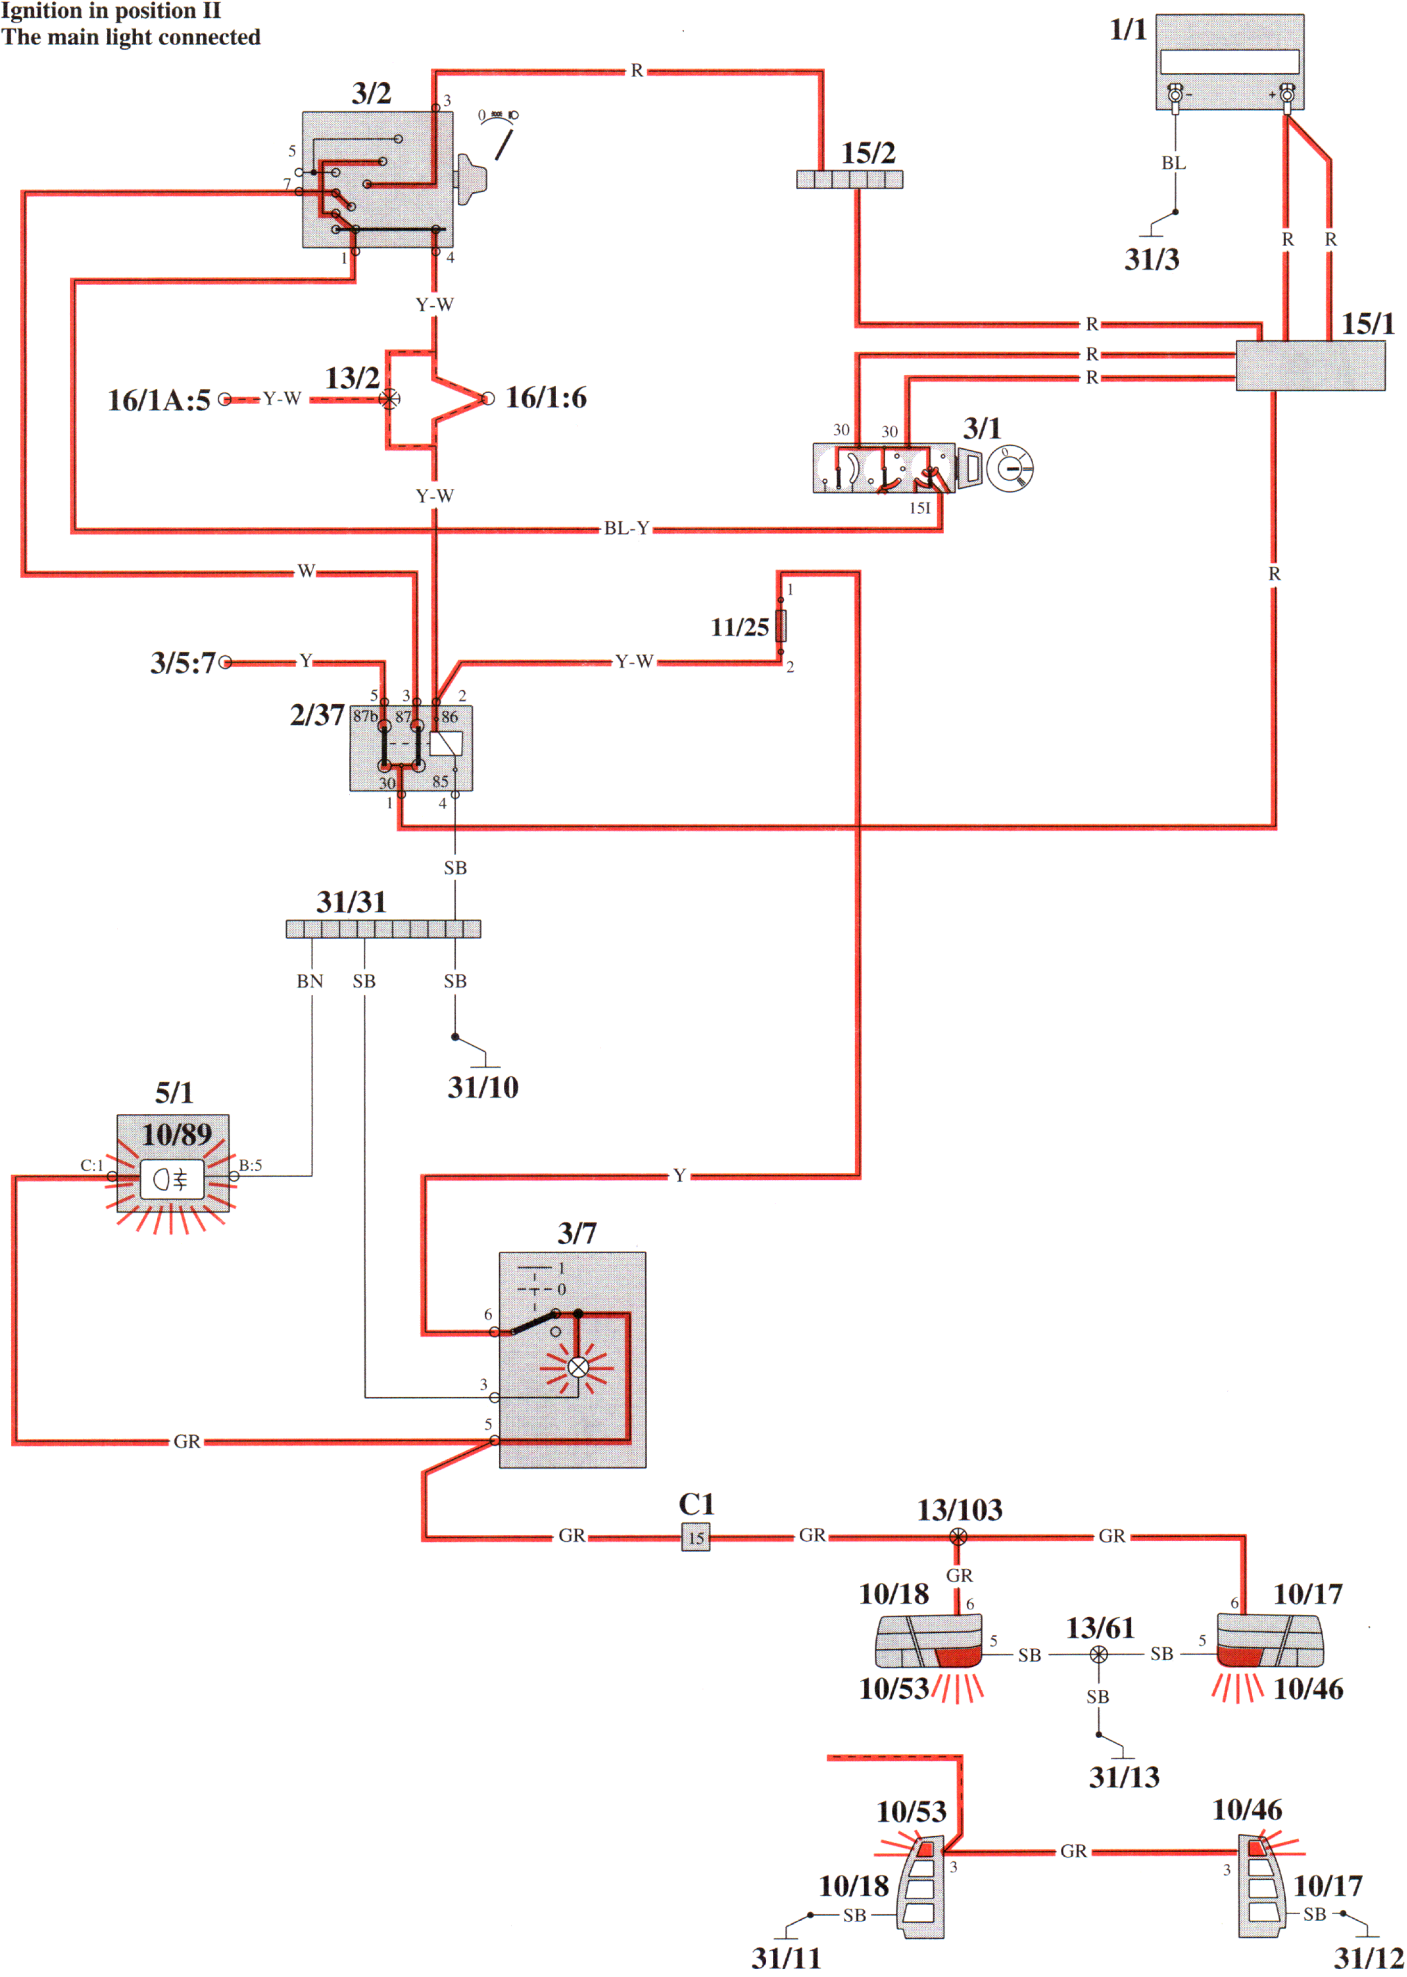 Ignition in position II
The main light connected
1/1
- +
3/2
3
0
R
15/2
BL
5
7
31/3
R R
1 4
Y-W
R
15/1
R
13/2
R
16/1A:5
Y-W
16/1:6
30 30 3/1
0
Y-W
15I
BL-Y
W
R
1
11/25
3/5:7
Y
Y-W
2
5 3 2
2/37
87b 87 86
30 85
1 4
SB
31/31
BN SB SB
31/10
5/1
10/89
C:1 B:5
Y
3/7
1
0
6
3
5
GR
C1
13/103
GR
15
GR
GR
GR
10/18
6
6
10/17
13/61
5
SB
SB
5
10/53
SB
10/46
31/13
10/53
10/46
GR
3
3
10/18
10/17
SB
SB
31/11
31/12